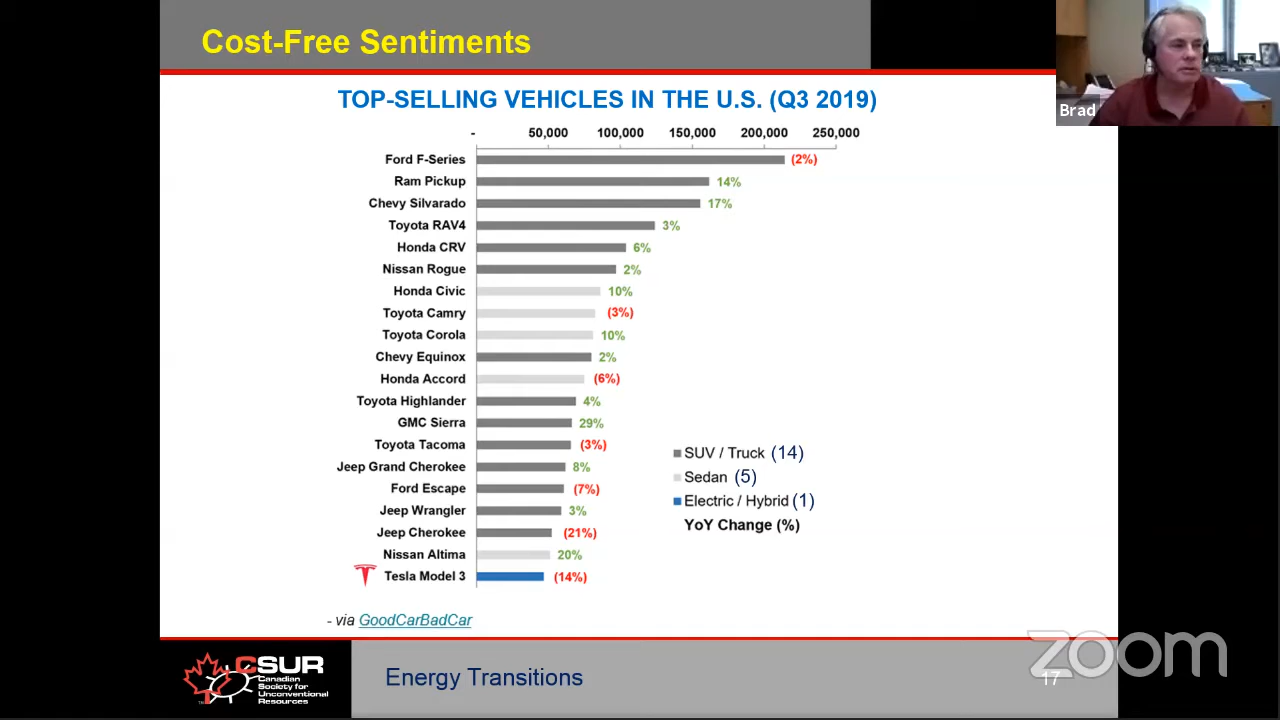 Cost-Free Sentiments
Brad
TOP-SELLING VEHICLES IN THE U.S. (Q3 2019)
- 50,000 100,000 150,000 200,000 250,000
Ford F-Series (2%)
Ram Pickup 14%
Chevy Silvarado 17%
Toyota RAV4 3%
Honda CRV 6%
Nissan Rogue 2%
Honda Civic 10%
Toyota Camry (3%)
Toyota Corola 10%
Chevy Equinox 2%
Honda Accord (6%)
Toyota Highlander 4%
GMC Sierra 29%
Toyota Tacoma (3%)
Jeep Grand Cherokee 8%
Ford Escape (7%)
Jeep Wrangler 3%
Jeep Cherokee (21%)
Nissan Altima 20%
Tesla Model 3 (14%)
SUV / Truck (14)
Sedan (5)
Electric / Hybrid (1)
YoY Change (%)
- via GoodCarBadCar
CSUR
Canadian
Society for
Unconventional
Resources
Energy Transitions
17
zoom